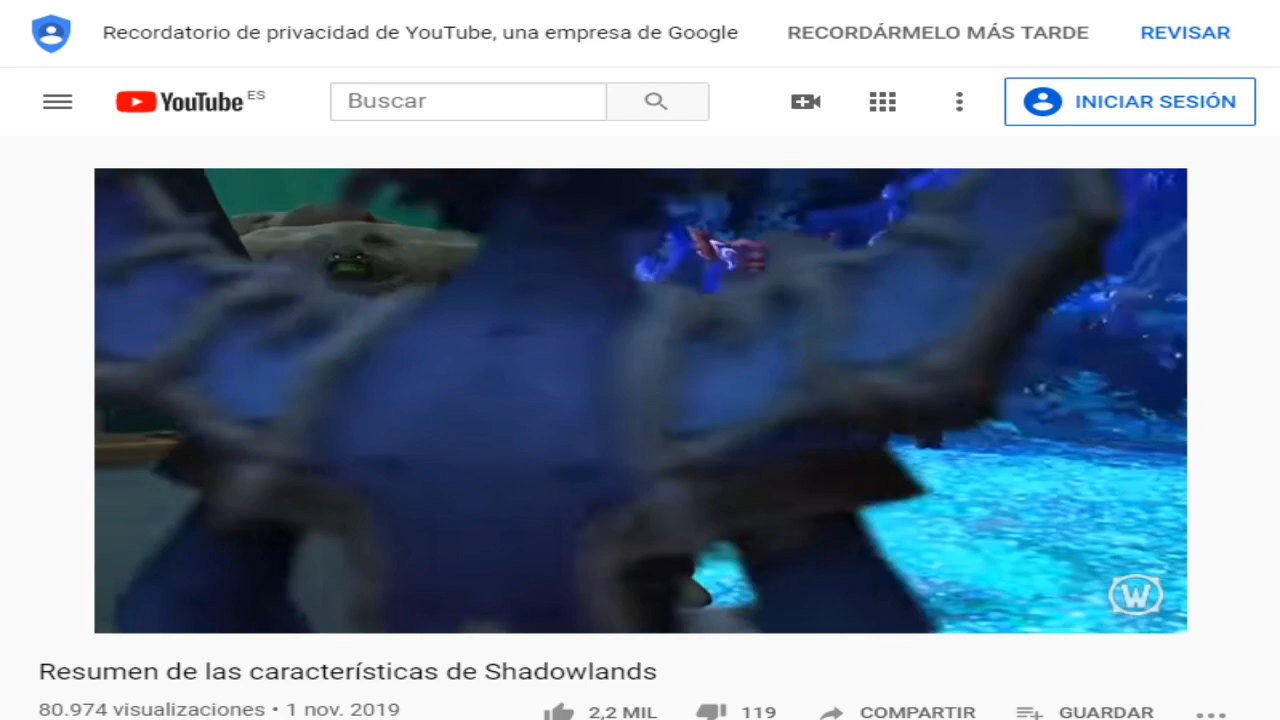 Recordatorio de privacidad de YouTube, una empresa de Google RECORDÁRMELO MÁS TARDE REVISAR
YouTube ES Buscar INICIAR SESIÓN
W
Resumen de las características de Shadowlands
80.974 visualizaciones • 1 nov. 2019 2,2 MIL 119 COMPARTIR GUARDAR